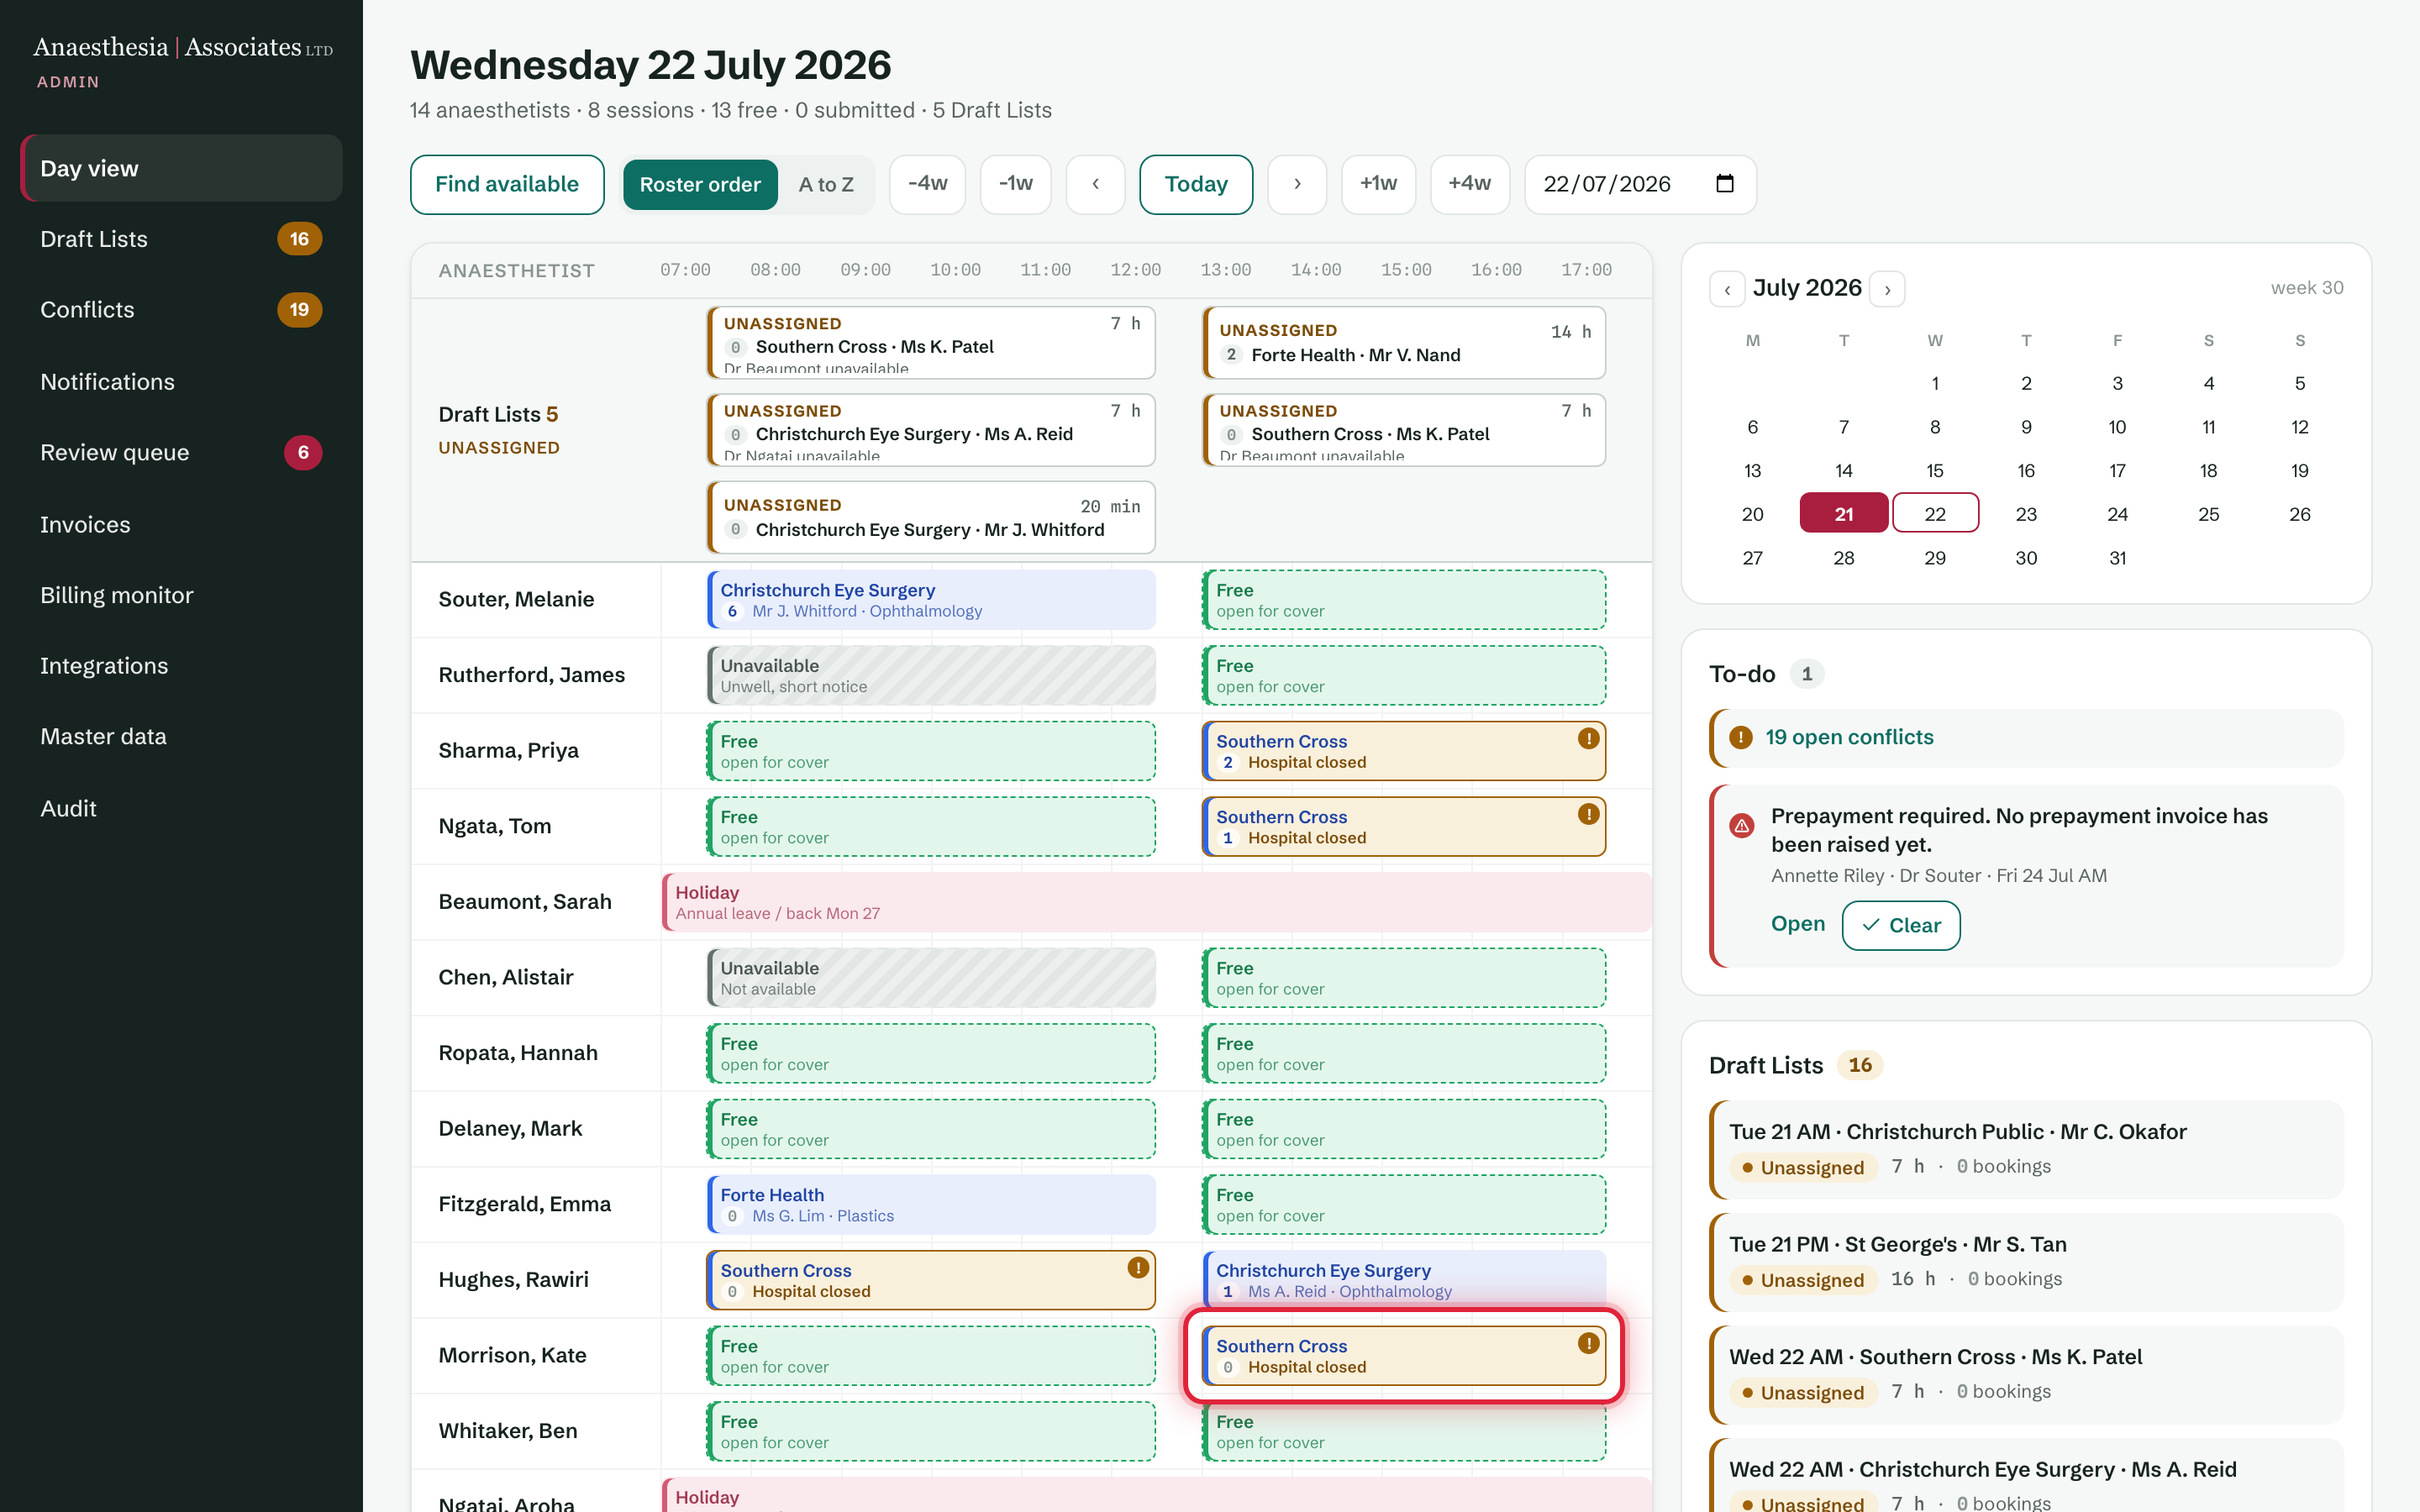 Anaesthesia | Associates LTD
ADMIN
Day view
Draft Lists 16
Conflicts 19
Notifications
Review queue 6
Invoices
Billing monitor
Integrations
Master data
Audit
Wednesday 22 July 2026
14 anaesthetists · 8 sessions · 13 free · 0 submitted · 5 Draft Lists
Find available Roster order A to Z -4w -1w ‹ Today › +1w +4w 22/07/2026
ANAESTHETIST 07:00 08:00 09:00 10:00 11:00 12:00 13:00 14:00 15:00 16:00 17:00
Draft Lists 5
UNASSIGNED
UNASSIGNED 7 h
0 Southern Cross · Ms K. Patel
Dr Beaumont unavailable
UNASSIGNED 14 h
2 Forte Health · Mr V. Nand
UNASSIGNED 7 h
0 Christchurch Eye Surgery · Ms A. Reid
Dr Ngatai unavailable
UNASSIGNED 7 h
0 Southern Cross · Ms K. Patel
Dr Beaumont unavailable
UNASSIGNED 20 min
0 Christchurch Eye Surgery · Mr J. Whitford
Souter, Melanie
Christchurch Eye Surgery
6 Mr J. Whitford · Ophthalmology
Free
open for cover
Rutherford, James
Unavailable
Unwell, short notice
Free
open for cover
Sharma, Priya
Free
open for cover
Southern Cross !
2 Hospital closed
Ngata, Tom
Free
open for cover
Southern Cross !
1 Hospital closed
Beaumont, Sarah
Holiday
Annual leave / back Mon 27
Chen, Alistair
Unavailable
Not available
Free
open for cover
Ropata, Hannah
Free
open for cover
Free
open for cover
Delaney, Mark
Free
open for cover
Free
open for cover
Fitzgerald, Emma
Forte Health
0 Ms G. Lim · Plastics
Free
open for cover
Hughes, Rawiri
Southern Cross !
0 Hospital closed
Christchurch Eye Surgery
1 Ms A. Reid · Ophthalmology
Morrison, Kate
Free
open for cover
Southern Cross !
0 Hospital closed
Whitaker, Ben
Free
open for cover
Free
open for cover
Ngatai, Aroha
Holiday
‹ July 2026 › week 30
M T W T F S S
1 2 3 4 5
6 7 8 9 10 11 12
13 14 15 16 17 18 19
20 21 22 23 24 25 26
27 28 29 30 31
To-do 1
! 19 open conflicts
Prepayment required. No prepayment invoice has
been raised yet.
Annette Riley · Dr Souter · Fri 24 Jul AM
Open ✓ Clear
Draft Lists 16
Tue 21 AM · Christchurch Public · Mr C. Okafor
Unassigned 7 h · 0 bookings
Tue 21 PM · St George's · Mr S. Tan
Unassigned 16 h · 0 bookings
Wed 22 AM · Southern Cross · Ms K. Patel
Unassigned 7 h · 0 bookings
Wed 22 AM · Christchurch Eye Surgery · Ms A. Reid
Unassigned 7 h · 0 bookings